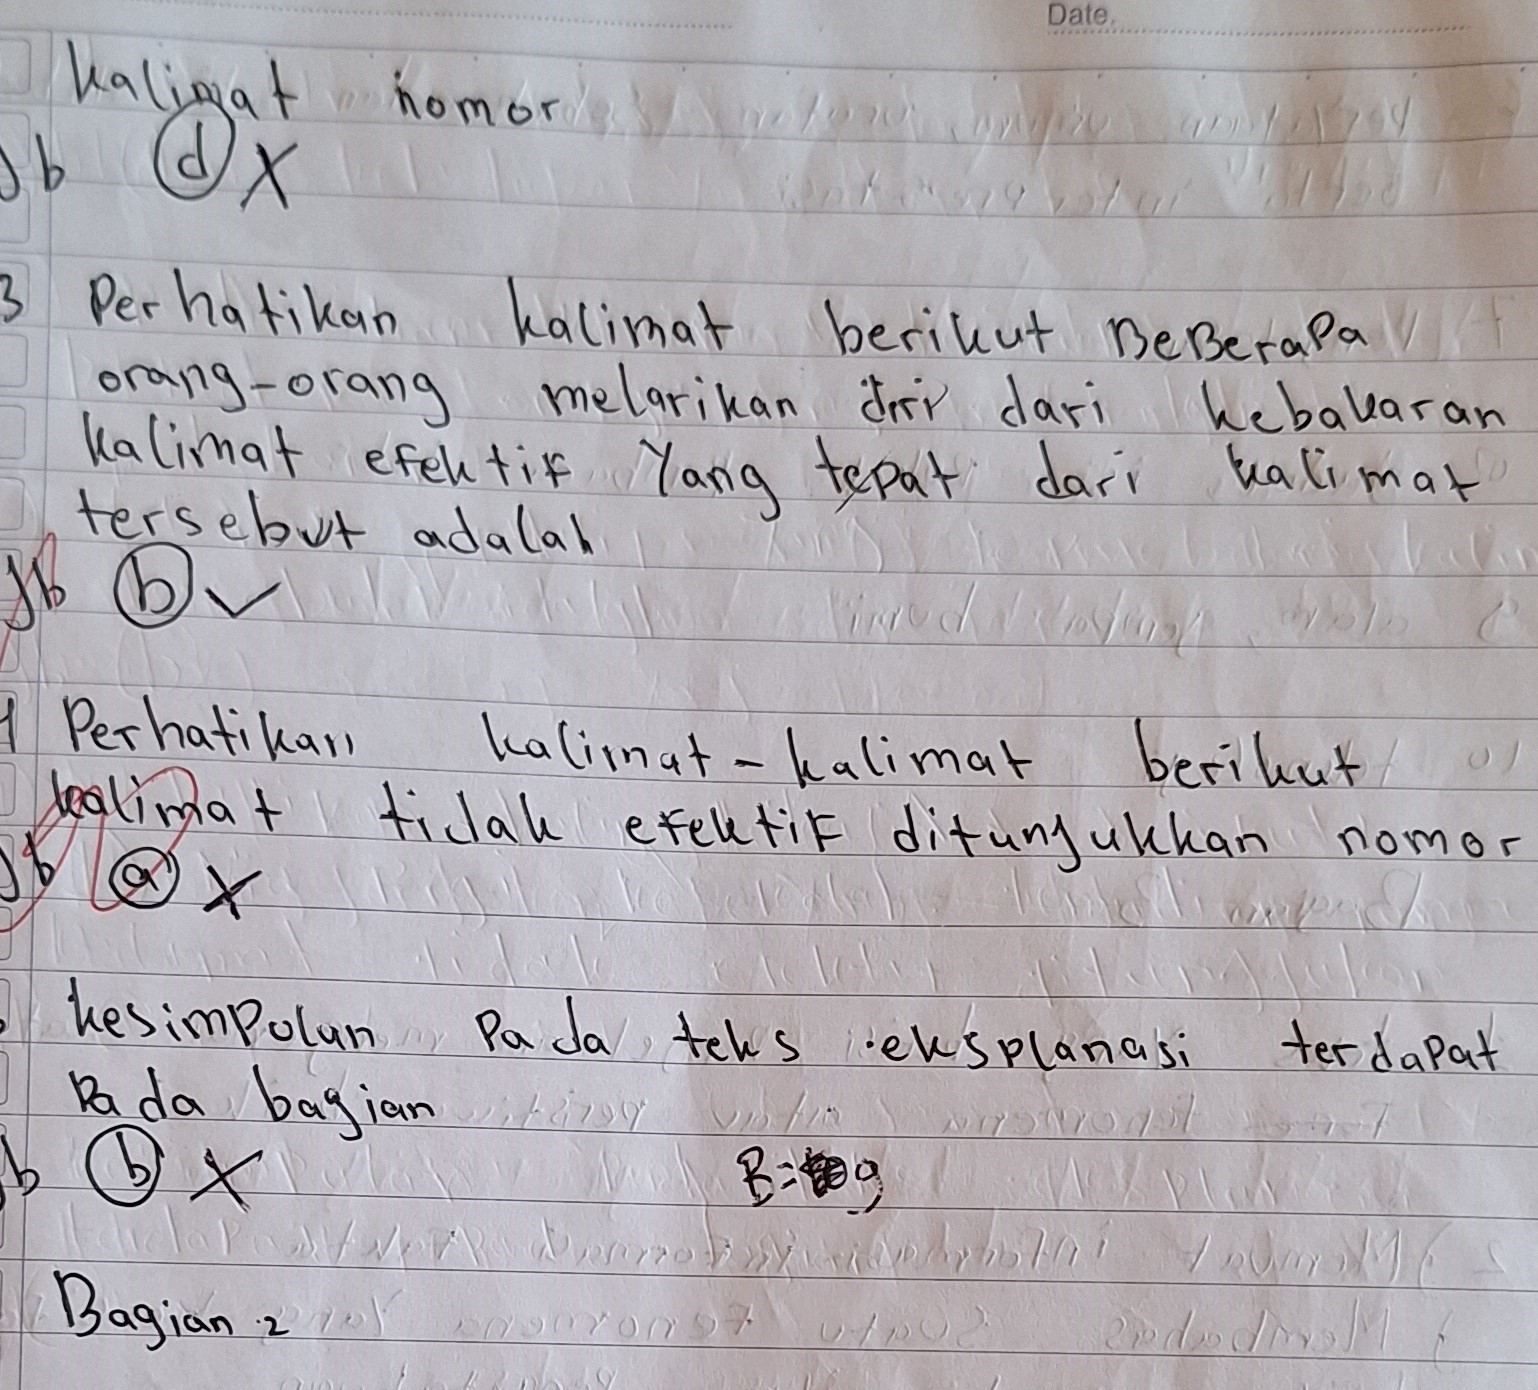 Date.
kalimat nomor
Jb d X
3 Perhatikan kalimat berikut BeBeraPa
orang-orang melarikan diri dari kebakaran
kalimat efektif Yang tepat dari kalimat
tersebut adalah
Jb b ✓
Perhatikan kalimat-kalimat berikut
kalimat tidak efektif ditunjukkan nomor
Jb a X
kesimpolan Pada teks eksplanasi terdapat
Pada bagian
Jb b X B= 9
Bagian 2